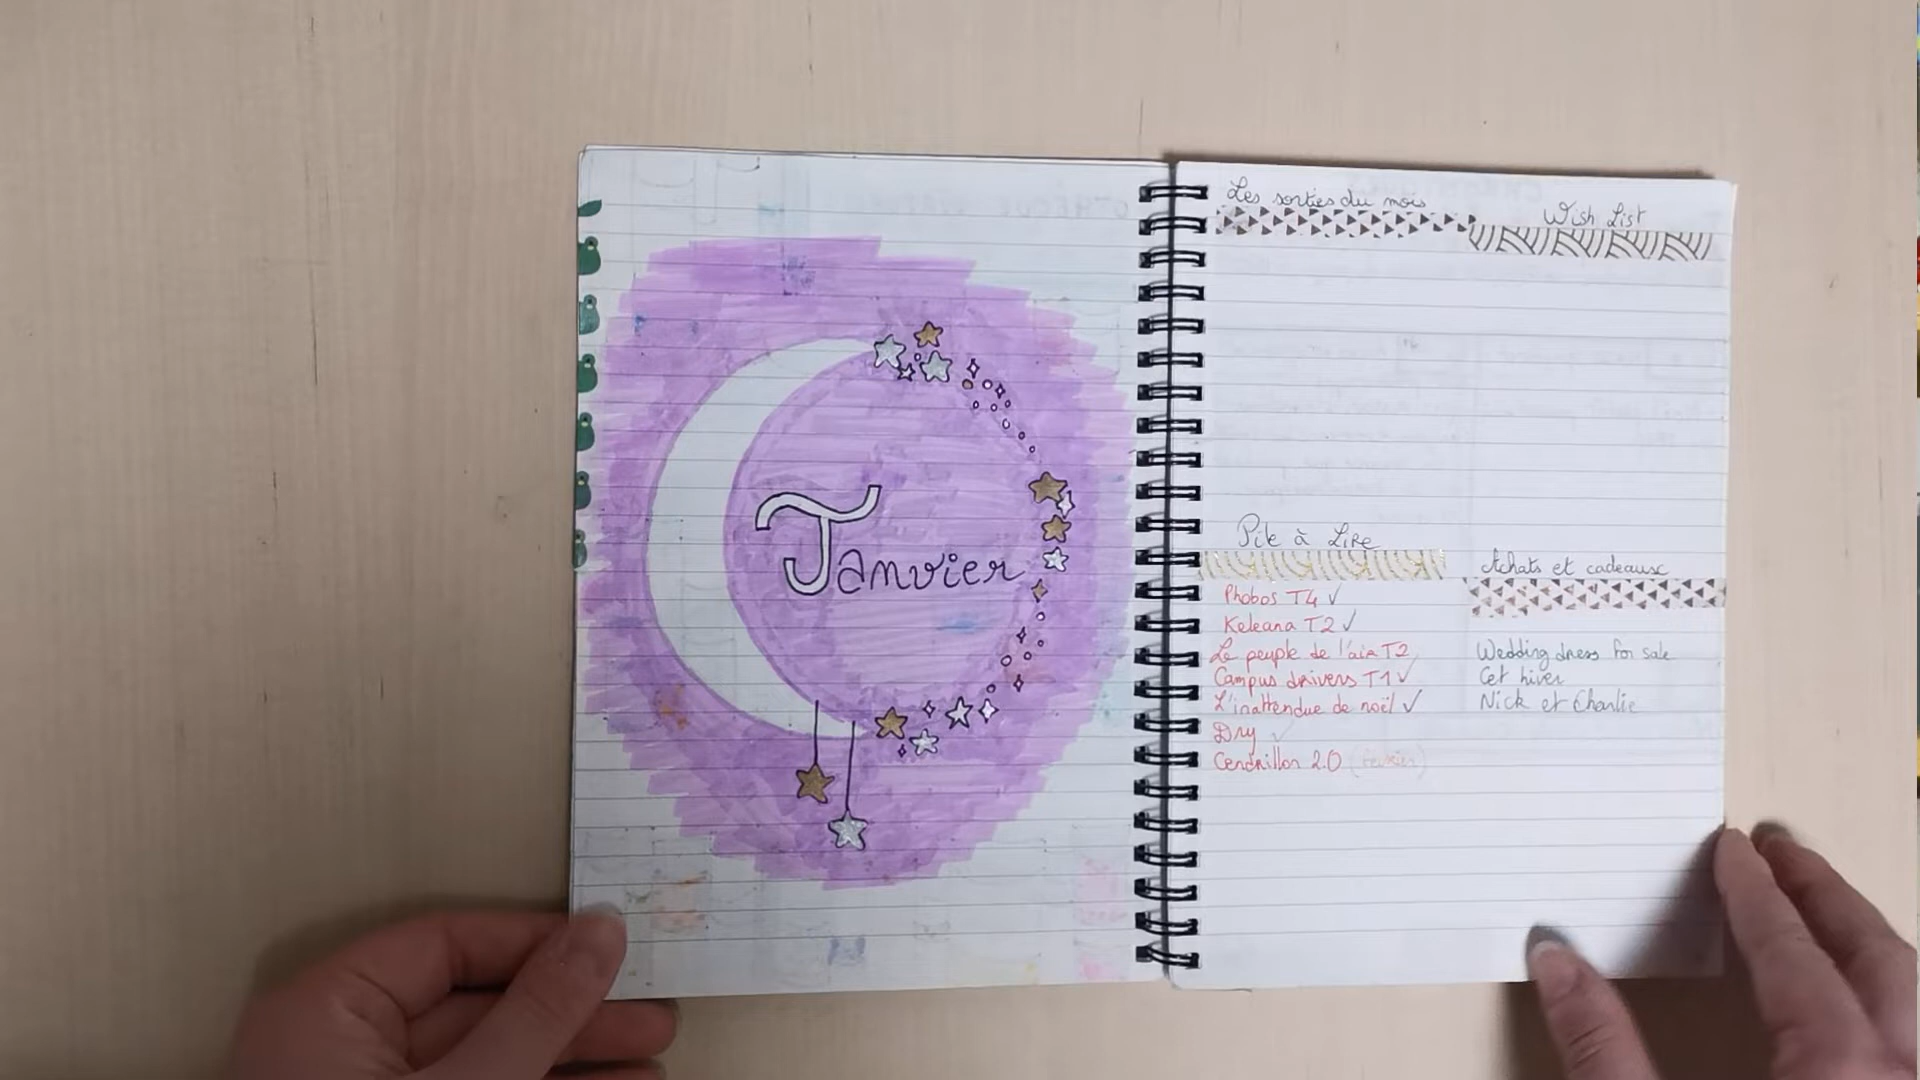 Janvier
Les sorties du mois
Wish List
Pile à Lire
Phobos T4 ✓
Keleana T2 ✓
Le peuple de l'air T2
Campus drivers T1 ✓
L'inattendue de noël ✓
Dry ✓
Cendrillon 2.0 (février)
Achats et cadeaux
Wedding dress for sale
Cet hiver
Nick et Charlie